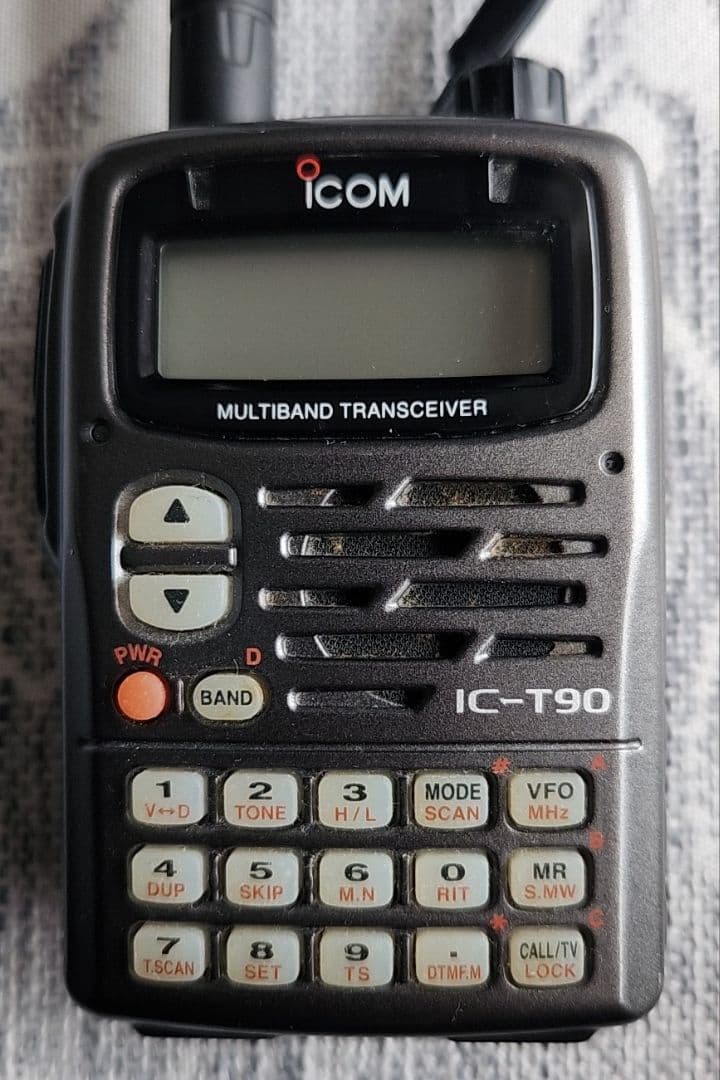 iCOM
MULTIBAND TRANSCEIVER
▲
▼
PWR D
BAND
IC-T90
# A
1 2 3 MODE VFO
V↔D TONE H/L SCAN MHz
B
4 5 6 0 MR
DUP SKIP M.N RIT S.MW
* C
7 8 9 . CALL/TV
T.SCAN SET TS DTMF.M LOCK